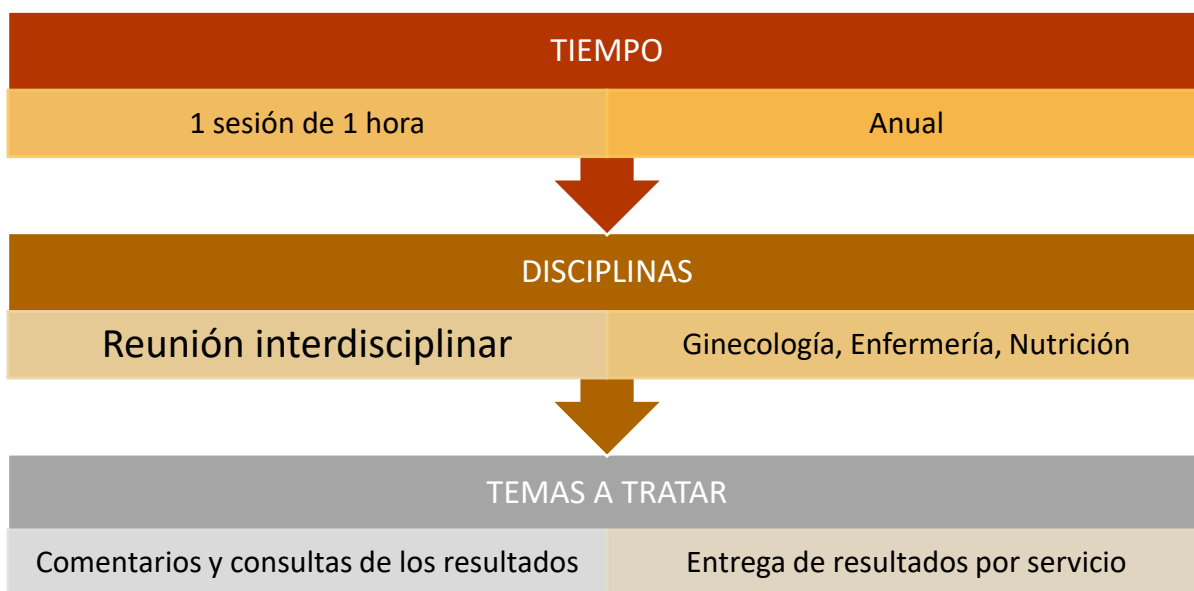 TIEMPO
1 sesión de 1 hora
Anual
DISCIPLINAS
Reunión interdisciplinar
Ginecología, Enfermería, Nutrición
TEMAS A TRATAR
Comentarios y consultas de los resultados
Entrega de resultados por servicio